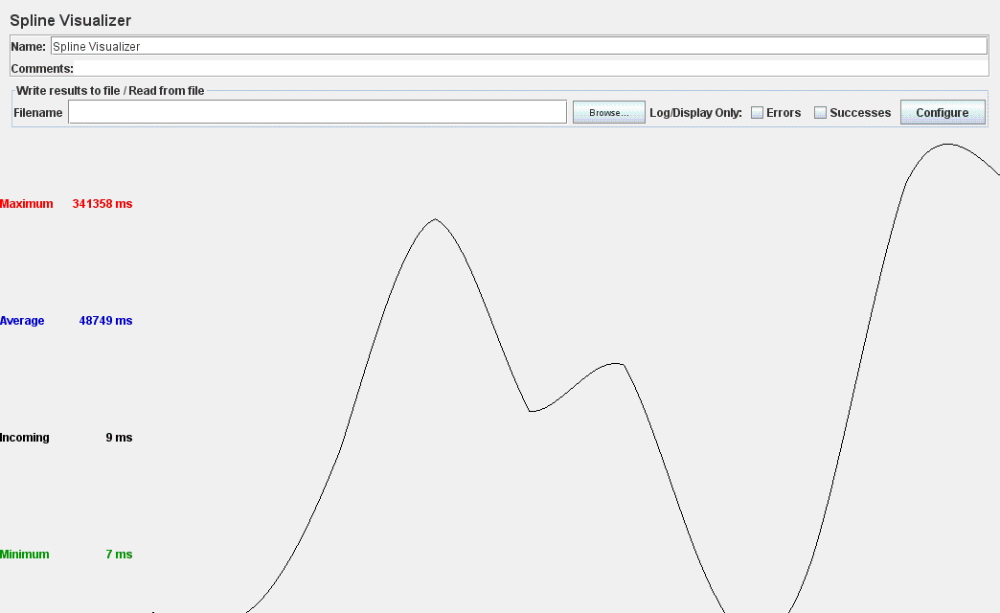 Spline Visualizer
Name: Spline Visualizer
Comments:
Write results to file / Read from file
Filename Browse... Log/Display Only: Errors Successes Configure
Maximum 341358 ms
Average 48749 ms
Incoming 9 ms
Minimum 7 ms